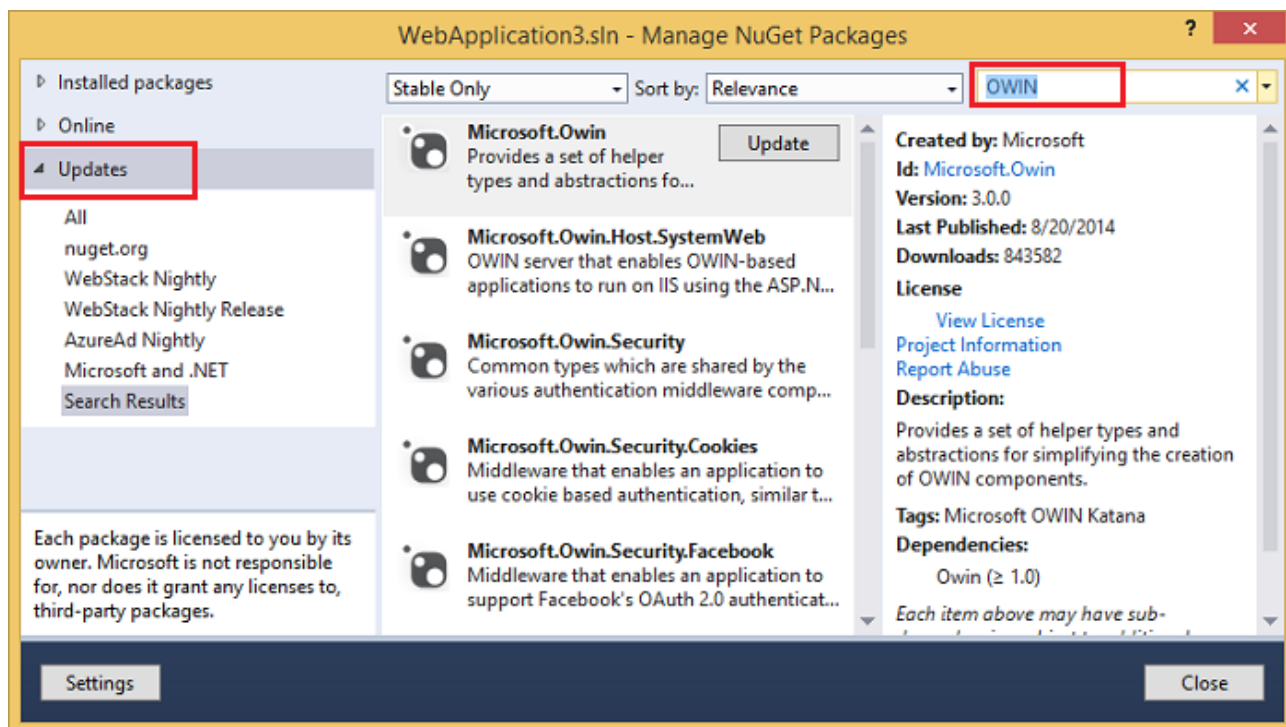 WebApplication3.sln - Manage NuGet Packages
?
×
Installed packages
Online
Updates
All
nuget.org
WebStack Nightly
WebStack Nightly Release
AzureAd Nightly
Microsoft and .NET
Search Results
Each package is licensed to you by its
owner. Microsoft is not responsible
for, nor does it grant any licenses to,
third-party packages.
Stable Only
Sort by: Relevance
OWIN
×
Microsoft.Owin
Provides a set of helper
types and abstractions fo...
Update
Microsoft.Owin.Host.SystemWeb
OWIN server that enables OWIN-based
applications to run on IIS using the ASP.N...
Microsoft.Owin.Security
Common types which are shared by the
various authentication middleware comp...
Microsoft.Owin.Security.Cookies
Middleware that enables an application to
use cookie based authentication, similar t...
Microsoft.Owin.Security.Facebook
Middleware that enables an application to
support Facebook's OAuth 2.0 authenticat...
Created by: Microsoft
Id: Microsoft.Owin
Version: 3.0.0
Last Published: 8/20/2014
Downloads: 843582
License
View License
Project Information
Report Abuse
Description:
Provides a set of helper types and
abstractions for simplifying the creation
of OWIN components.
Tags: Microsoft OWIN Katana
Dependencies:
Owin (≥ 1.0)
Each item above may have sub-
Settings
Close